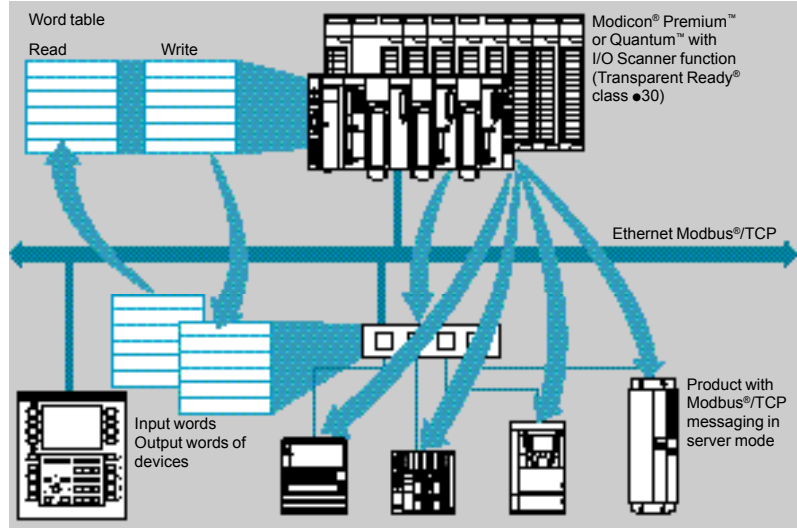 Word table
Read
Write
Modicon® Premium™
or Quantum™ with
I/O Scanner function
(Transparent Ready®
class ●30)
Ethernet Modbus®/TCP
Input words
Output words of
devices
Product with
Modbus®/TCP
messaging in
server mode